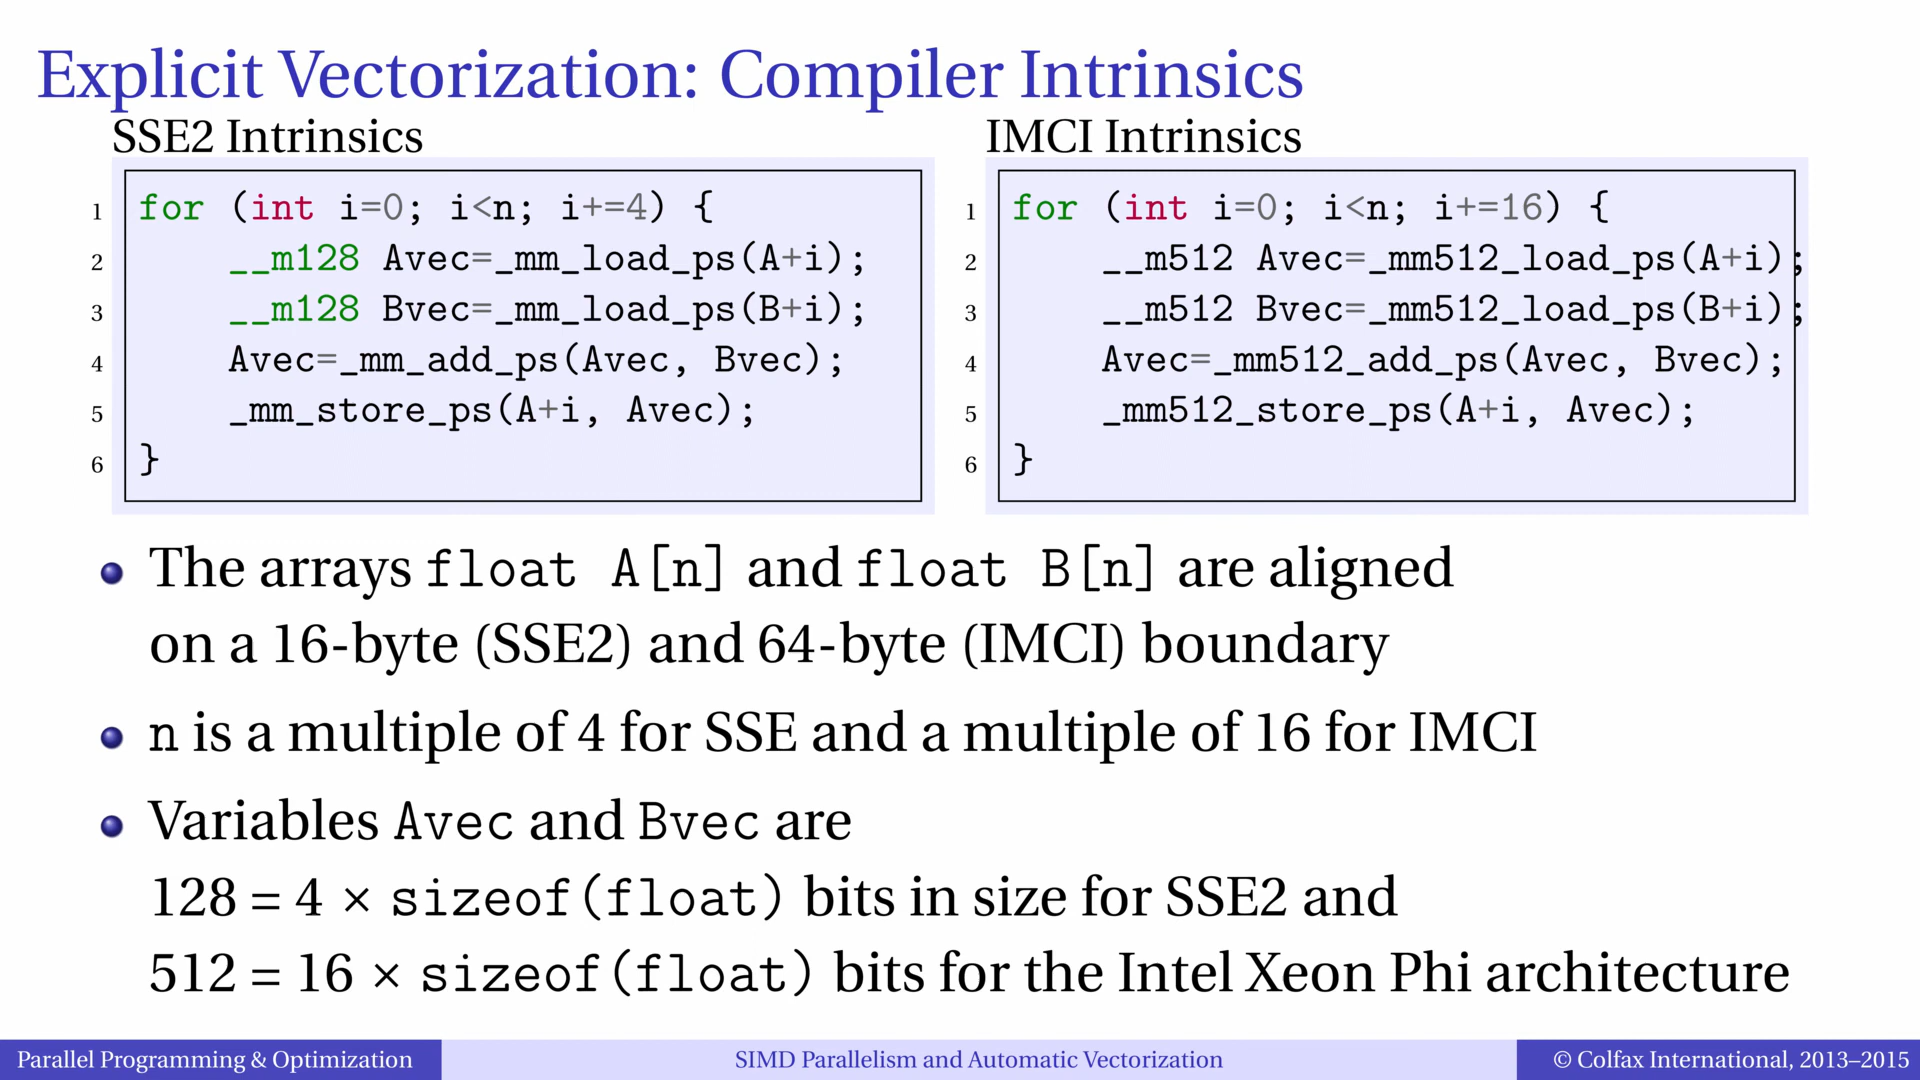 Explicit Vectorization: Compiler Intrinsics
SSE2 Intrinsics
1 for (int i=0; i<n; i+=4) {
2 __m128 Avec=_mm_load_ps(A+i);
3 __m128 Bvec=_mm_load_ps(B+i);
4 Avec=_mm_add_ps(Avec, Bvec);
5 _mm_store_ps(A+i, Avec);
6 }
IMCI Intrinsics
1 for (int i=0; i<n; i+=16) {
2 __m512 Avec=_mm512_load_ps(A+i);
3 __m512 Bvec=_mm512_load_ps(B+i);
4 Avec=_mm512_add_ps(Avec, Bvec);
5 _mm512_store_ps(A+i, Avec);
6 }
The arrays float A[n] and float B[n] are aligned
on a 16-byte (SSE2) and 64-byte (IMCI) boundary
n is a multiple of 4 for SSE and a multiple of 16 for IMCI
Variables Avec and Bvec are
128 = 4 × sizeof(float) bits in size for SSE2 and
512 = 16 × sizeof(float) bits for the Intel Xeon Phi architecture
Parallel Programming & Optimization
SIMD Parallelism and Automatic Vectorization
© Colfax International, 2013–2015